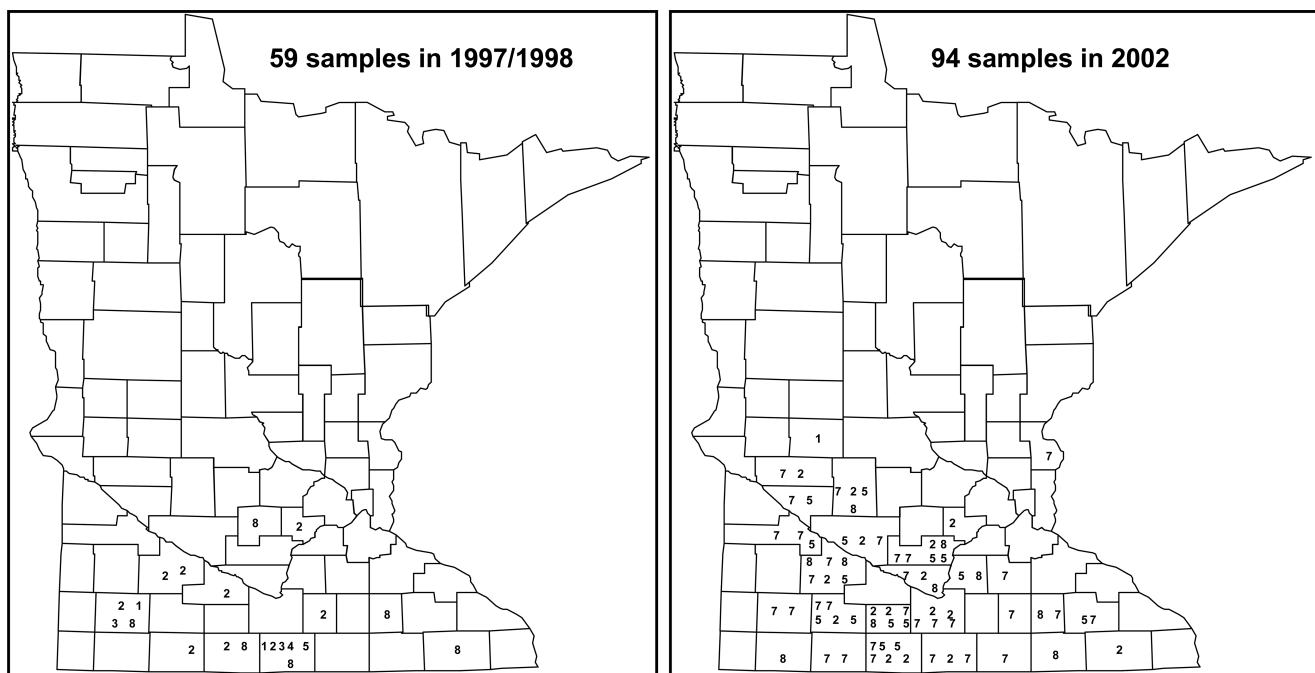 59 samples in 1997/1998
8 2
2 2
2
2 1
2 8
3 8
2 2 8 1 2 3 4 5 8
8
94 samples in 2002
1
7
7 2
7 2 5
7 5
8
2
7 7 5 2 7
5 2 8
8 7 8 7 7 5 5
7 2 5 7 2 5 8 7
8
7 7 7 7 2 2 7 2 2 7 8 7
5 2 5 8 5 5 7 7 7 5 7
7 5 5 2
8 7 7 7 2 2 7 2 7 7 8